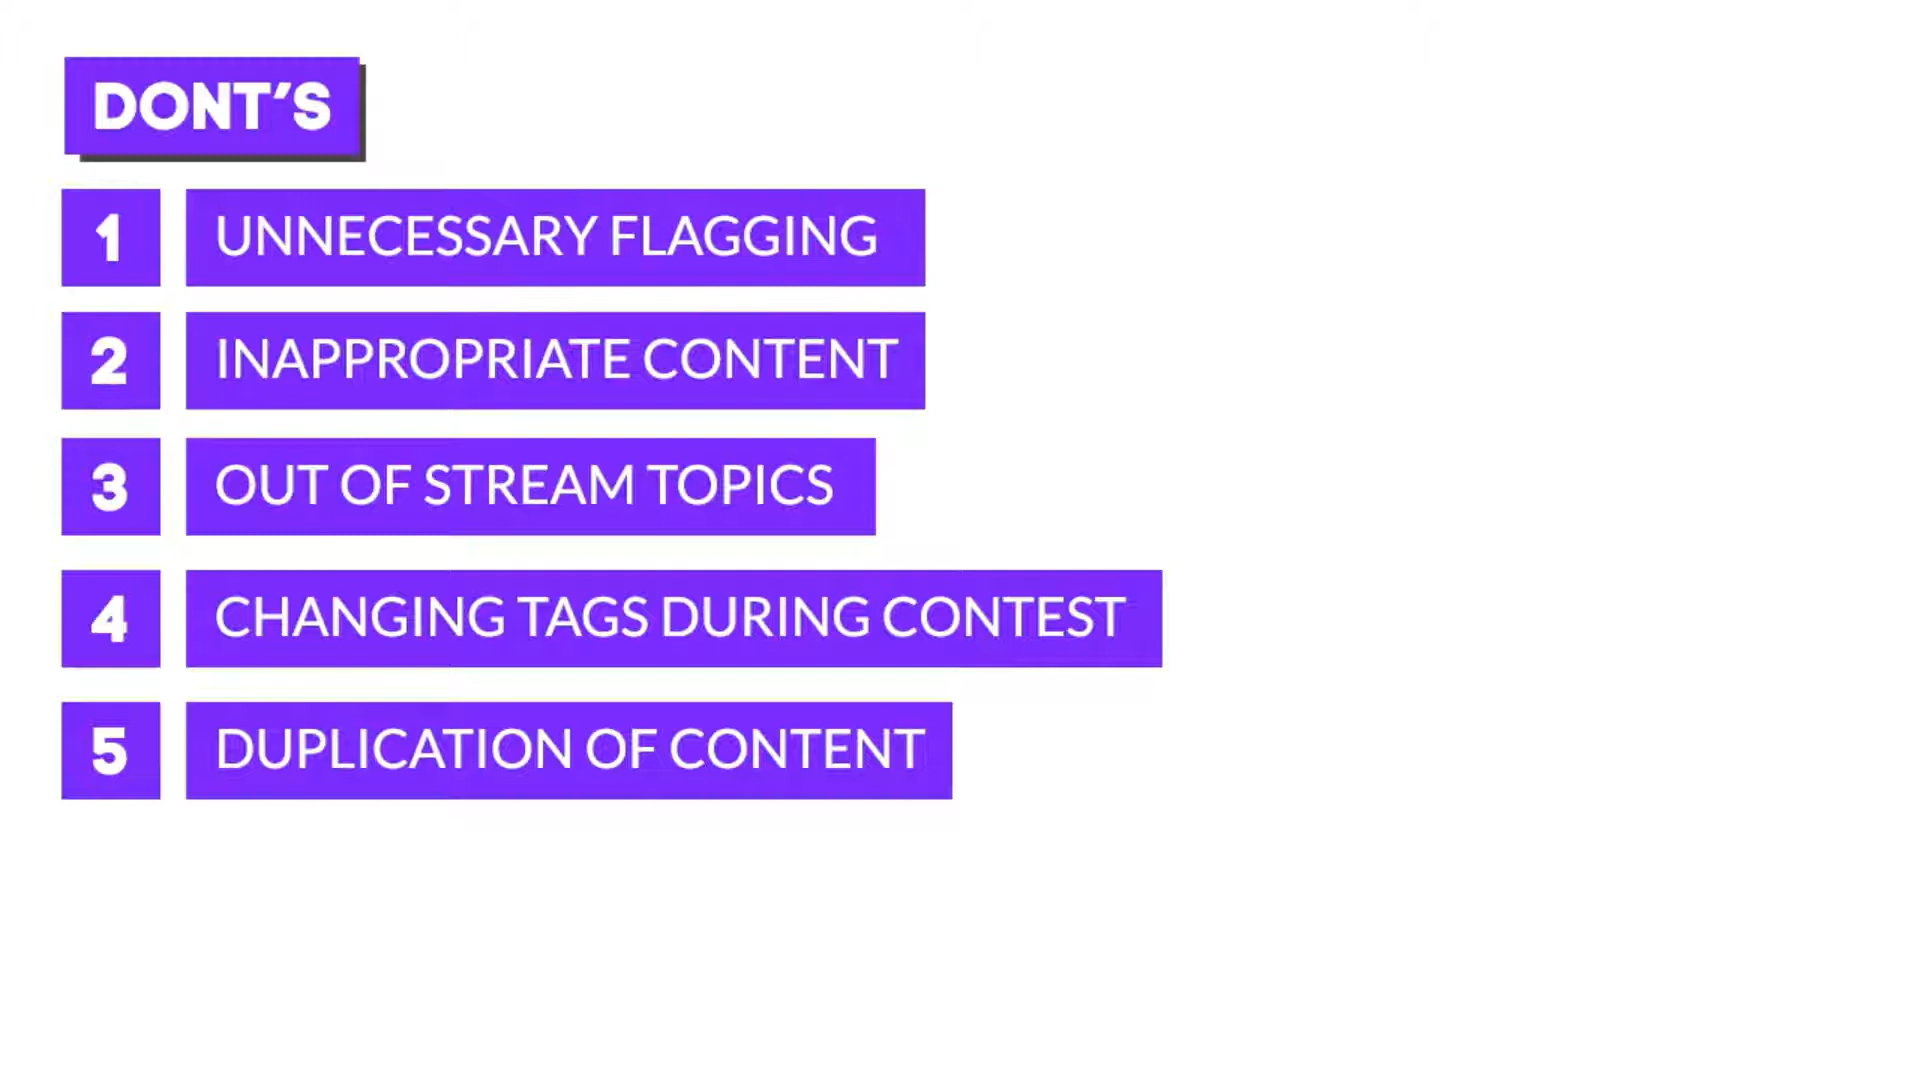 DONT'S
1 UNNECESSARY FLAGGING
2 INAPPROPRIATE CONTENT
3 OUT OF STREAM TOPICS
4 CHANGING TAGS DURING CONTEST
5 DUPLICATION OF CONTENT